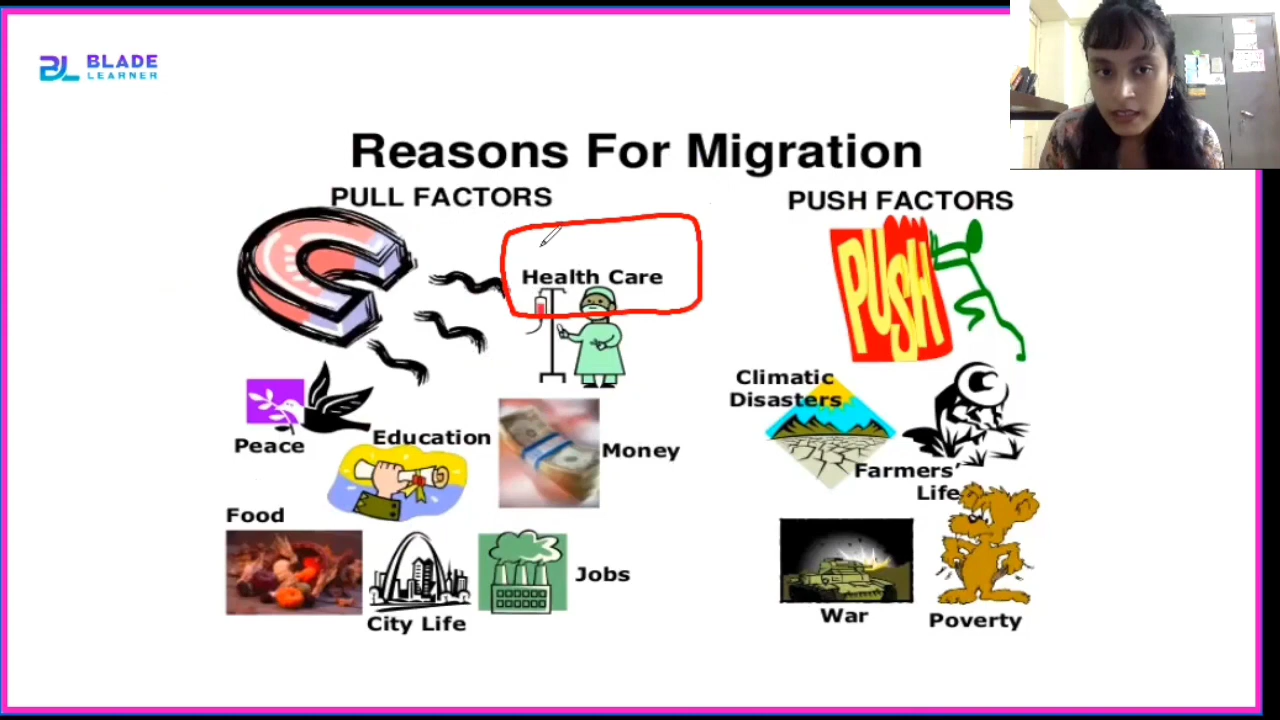 BLADE
LEARNER
Reasons For Migration
PULL FACTORS
PUSH FACTORS
Health Care
PUSH
Climatic
Disasters
Peace
Education
Money
Farmers'
Life
Food
Jobs
City Life
War
Poverty